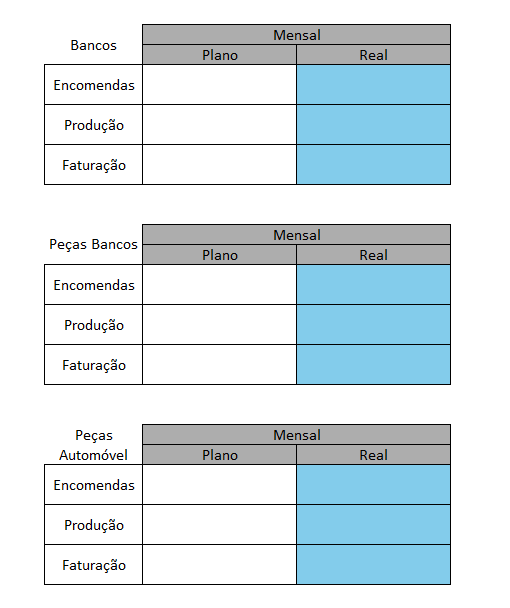 Bancos
Mensal
Plano Real
Encomendas
Produção
Faturação
Peças Bancos
Mensal
Plano Real
Encomendas
Produção
Faturação
Peças
Automóvel
Mensal
Plano Real
Encomendas
Produção
Faturação